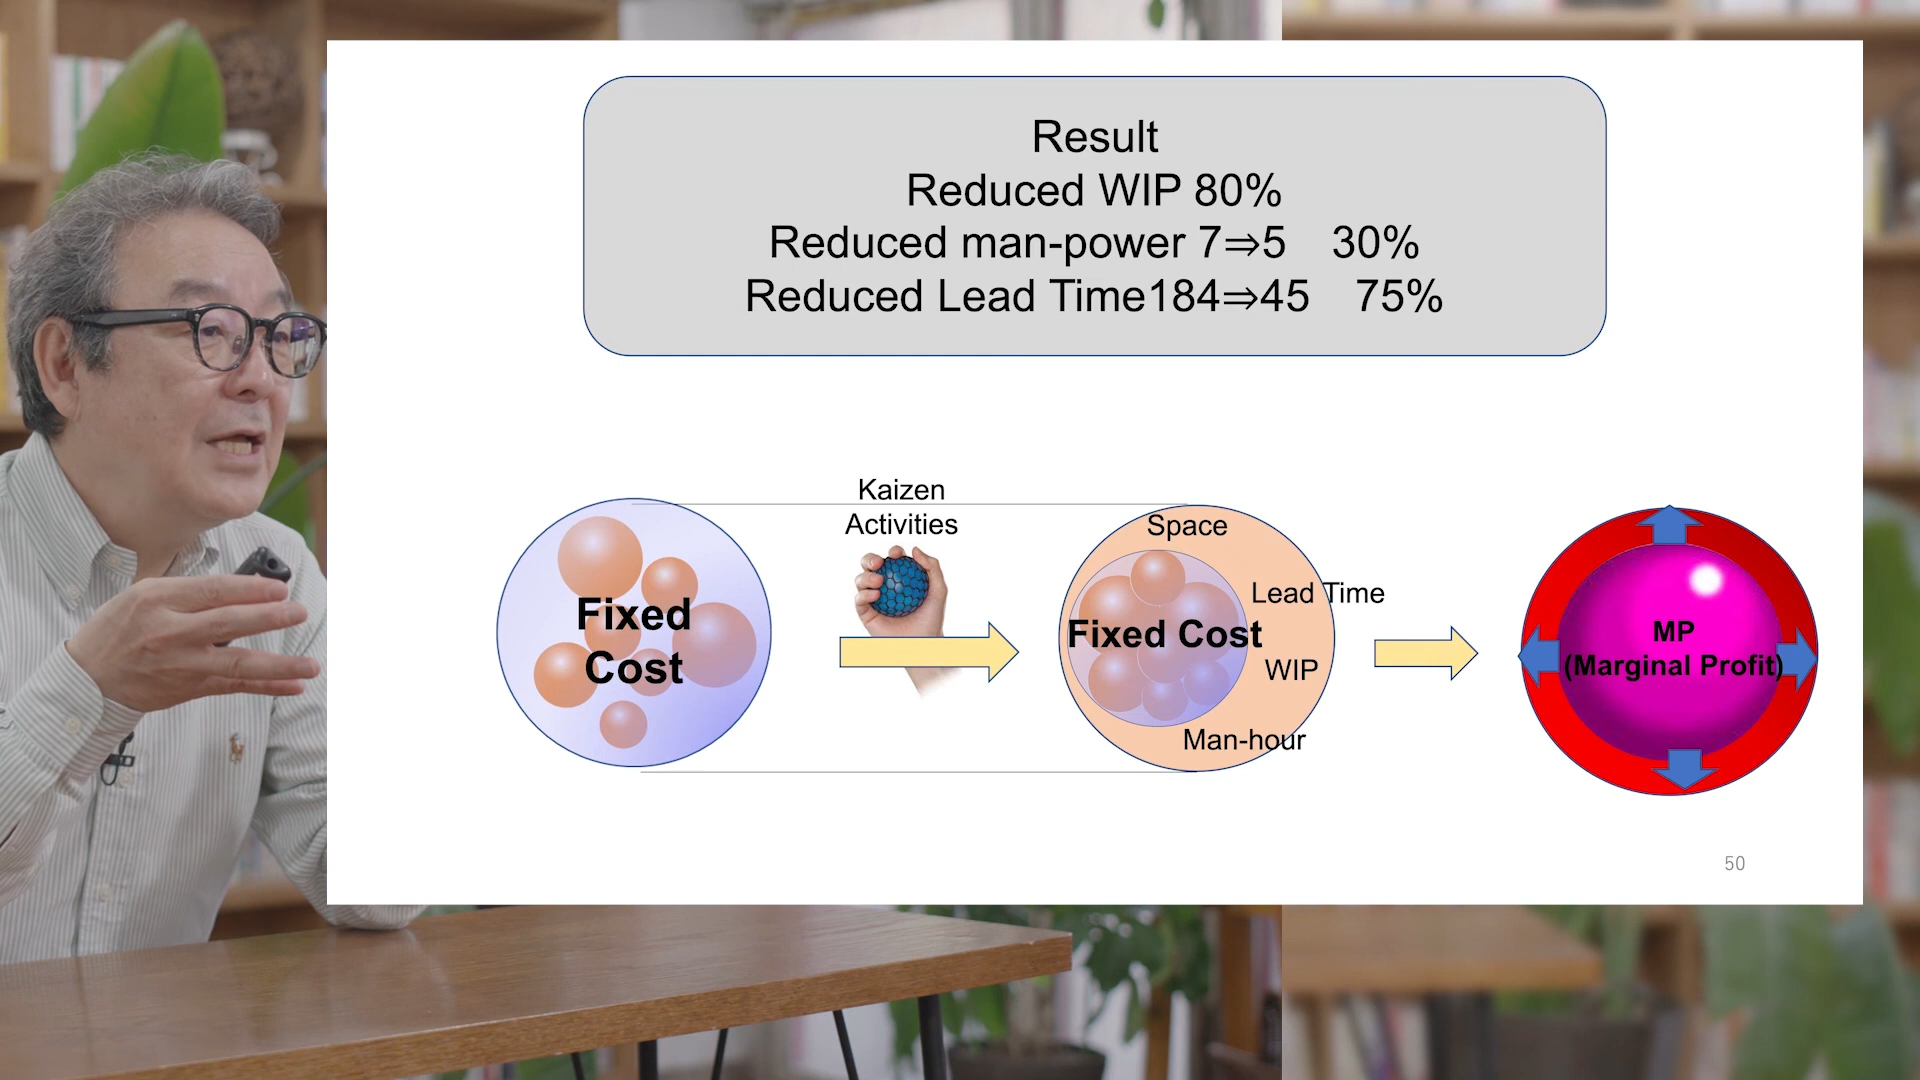 Result
Reduced WIP 80%
Reduced man-power 7⇒5 30%
Reduced Lead Time184⇒45 75%
Kaizen
Activities
Fixed
Cost
Space
Lead Time
Fixed Cost
WIP
Man-hour
MP
(Marginal Profit)
50